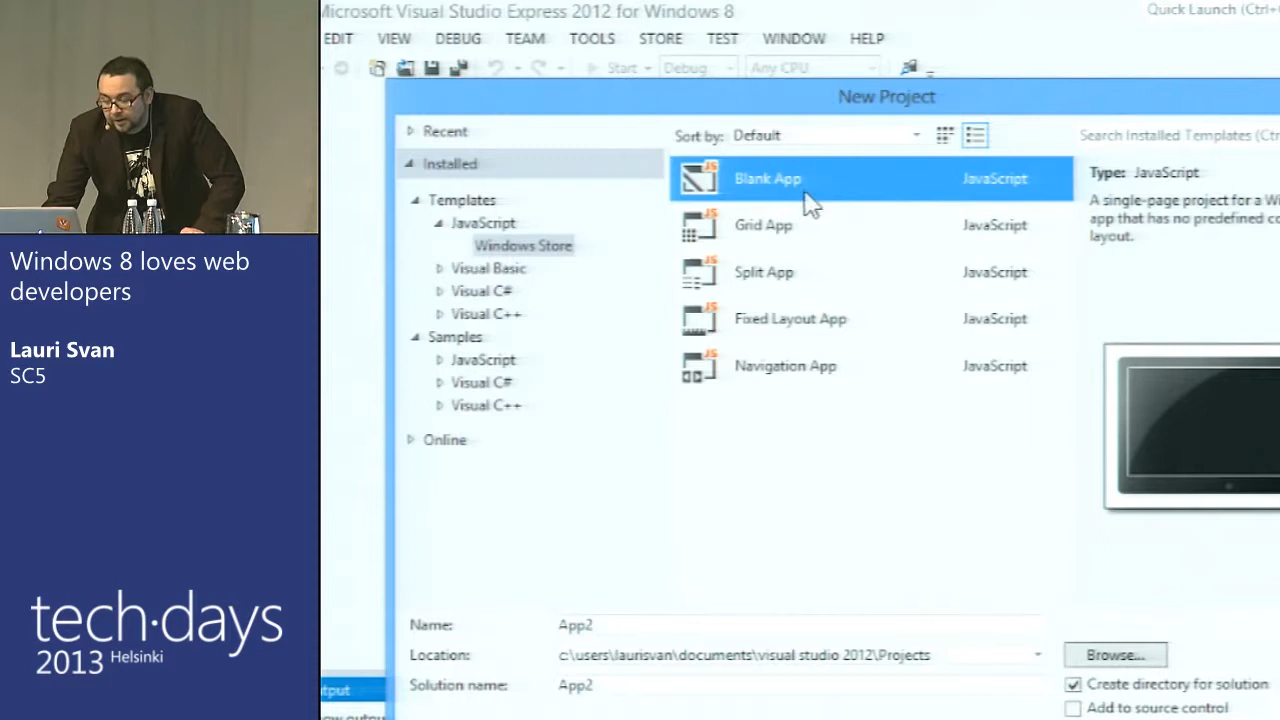 Microsoft Visual Studio Express 2012 for Windows 8
Quick Launch (Ctrl+
EDIT VIEW DEBUG TEAM TOOLS STORE TEST WINDOW HELP
Start Debug Any CPU
New Project
Recent
Installed
Templates
JavaScript
Windows Store
Visual Basic
Visual C#
Visual C++
Samples
JavaScript
Visual C#
Visual C++
Online
Sort by: Default
Blank App JavaScript
Grid App JavaScript
Split App JavaScript
Fixed Layout App JavaScript
Navigation App JavaScript
Search Installed Templates (Ctr
Type: JavaScript
A single-page project for a Wi
app that has no predefined co
layout.
Name: App2
Location: c:\users\laurisvan\documents\visual studio 2012\Projects
Browse...
Solution name: App2
Create directory for solution
Add to source control
Windows 8 loves web
developers
Lauri Svan
SC5
tech·days
2013 Helsinki